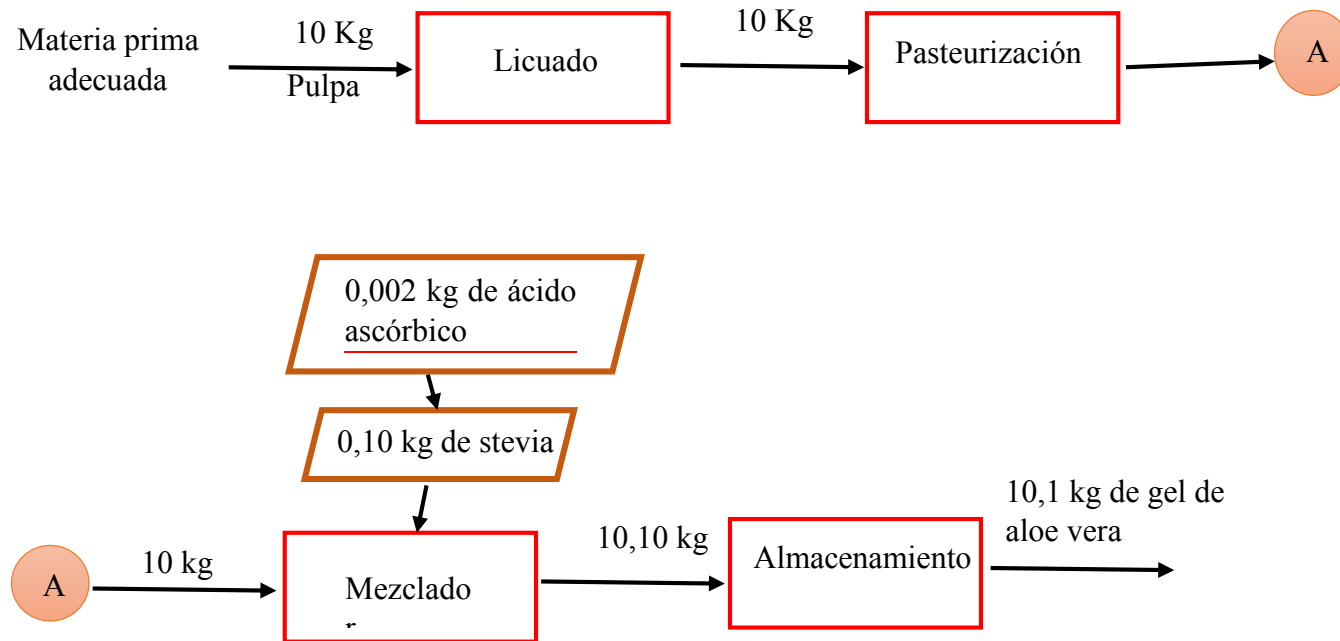 Materia prima
adecuada
10 Kg
Pulpa
Licuado
10 Kg
Pasteurización
A
0,002 kg de ácido
ascórbico
0,10 kg de stevia
A
10 kg
Mezclado
10,10 kg
Almacenamiento
10,1 kg de gel de
aloe vera